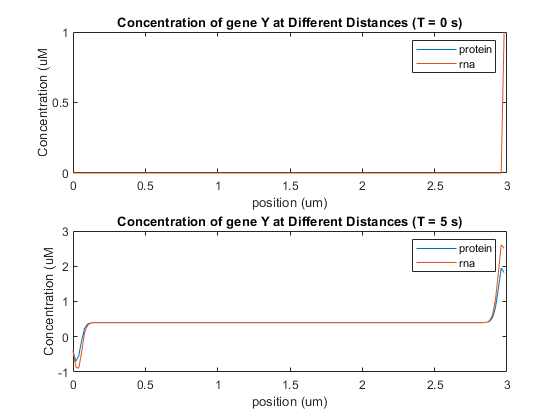 Concentration of gene Y at Different Distances (T = 0 s)
1
0.5
0
Concentration (uM
protein
rna
0 0.5 1 1.5 2 2.5 3
position (um)
Concentration of gene Y at Different Distances (T = 5 s)
3
2
1
0
-1
Concentration (uM
protein
rna
0 0.5 1 1.5 2 2.5 3
position (um)